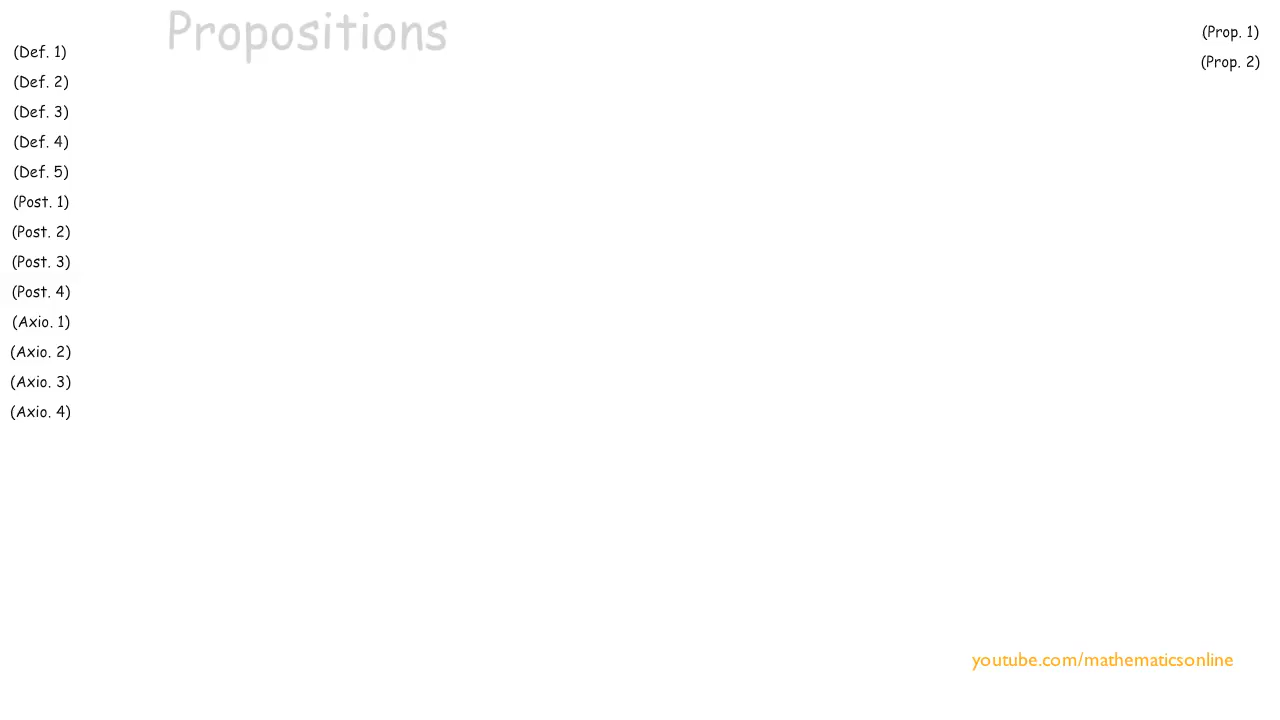 Propositions
(Def. 1)
(Def. 2)
(Def. 3)
(Def. 4)
(Def. 5)
(Post. 1)
(Post. 2)
(Post. 3)
(Post. 4)
(Axio. 1)
(Axio. 2)
(Axio. 3)
(Axio. 4)
(Prop. 1)
(Prop. 2)
youtube.com/mathematicsonline